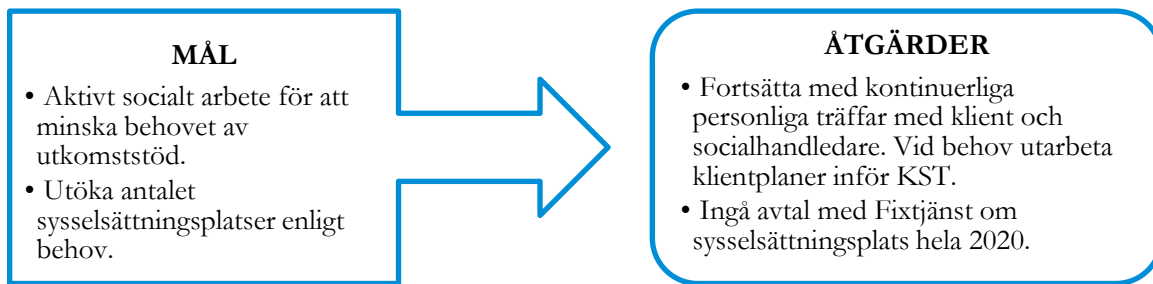 MÅL
• Aktivt socialt arbete för att
minska behovet av
utkomststöd.
• Utöka antalet
sysselsättningsplatser enligt
behov.
ÅTGÄRDER
• Fortsätta med kontinuerliga
personliga träffar med klient och
socialhandledare. Vid behov utarbeta
klientplaner inför KST.
• Ingå avtal med Fixtjänst om
sysselsättningsplats hela 2020.